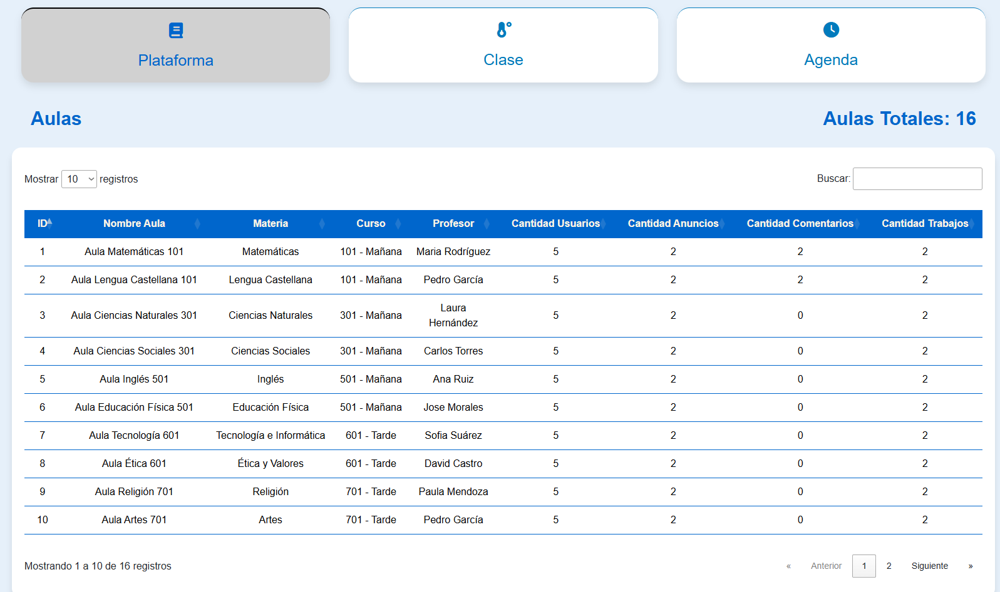 Plataforma
Clase
Agenda
Aulas
Aulas Totales: 16
Mostrar 10 registros
Buscar:
ID Nombre Aula Materia Curso Profesor Cantidad Usuarios Cantidad Anuncios Cantidad Comentarios Cantidad Trabajos
1 Aula Matemáticas 101 Matemáticas 101 - Mañana Maria Rodríguez 5 2 2 2
2 Aula Lengua Castellana 101 Lengua Castellana 101 - Mañana Pedro García 5 2 2 2
3 Aula Ciencias Naturales 301 Ciencias Naturales 301 - Mañana Laura Hernández 5 2 0 2
4 Aula Ciencias Sociales 301 Ciencias Sociales 301 - Mañana Carlos Torres 5 2 0 2
5 Aula Inglés 501 Inglés 501 - Mañana Ana Ruiz 5 2 0 2
6 Aula Educación Física 501 Educación Física 501 - Mañana Jose Morales 5 2 0 2
7 Aula Tecnología 601 Tecnología e Informática 601 - Tarde Sofia Suárez 5 2 0 2
8 Aula Ética 601 Ética y Valores 601 - Tarde David Castro 5 2 0 2
9 Aula Religión 701 Religión 701 - Tarde Paula Mendoza 5 2 0 2
10 Aula Artes 701 Artes 701 - Tarde Pedro García 5 2 0 2
Mostrando 1 a 10 de 16 registros
« Anterior 1 2 Siguiente »